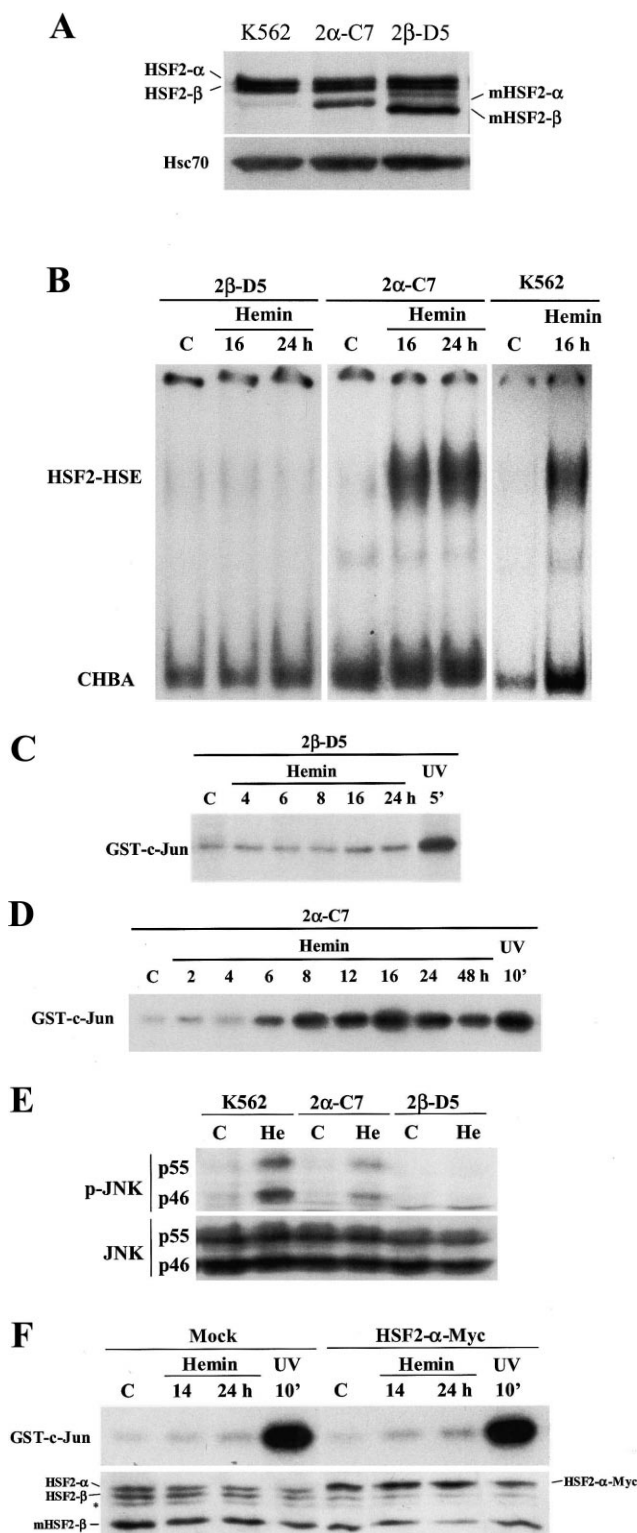 A
K562 2α-C7 2β-D5
HSF2-α
HSF2-β
mHSF2-α
mHSF2-β
Hsc70
B
2β-D5 2α-C7 K562
Hemin Hemin Hemin
C 16 24 h C 16 24 h C 16 h
HSF2-HSE
CHBA
C
2β-D5
Hemin UV
C 4 6 8 16 24 h 5’
GST-c-Jun
D
2α-C7
Hemin UV
C 2 4 6 8 12 16 24 48 h 10’
GST-c-Jun
E
K562 2α-C7 2β-D5
C He C He C He
p-JNK p55
p46
JNK p55
p46
F
Mock HSF2-α-Myc
Hemin UV Hemin UV
C 14 24 h 10’ C 14 24 h 10’
GST-c-Jun
HSF2-α HSF2-α-Myc
HSF2-β
*
mHSF2-β